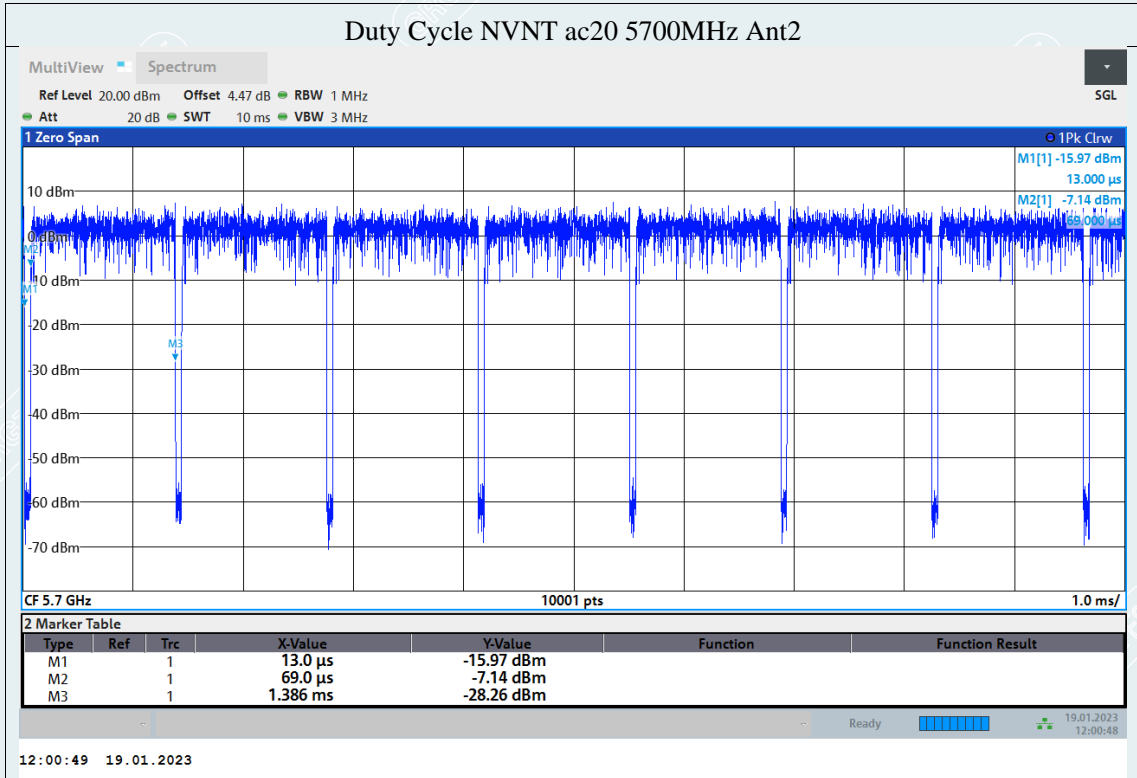 Duty Cycle NVNT ac20 5700MHz Ant2
MultiView Spectrum
Ref Level 20.00 dBm Offset 4.47 dB RBW 1 MHz SGL
Att 20 dB SWT 10 ms VBW 3 MHz
1 Zero Span 1Pk Clrw
M1[1] -15.97 dBm
13.000 µs
M2[1] -7.14 dBm
69.000 µs
10 dBm
0 dBm
M2
-10 dBm
M1
-20 dBm
M3
-30 dBm
-40 dBm
-50 dBm
-60 dBm
-70 dBm
CF 5.7 GHz 10001 pts 1.0 ms/
2 Marker Table
Type Ref Trc X-Value Y-Value Function Function Result
M1 1 13.0 µs -15.97 dBm
M2 1 69.0 µs -7.14 dBm
M3 1 1.386 ms -28.26 dBm
Ready 19.01.2023
12:00:48
12:00:49 19.01.2023